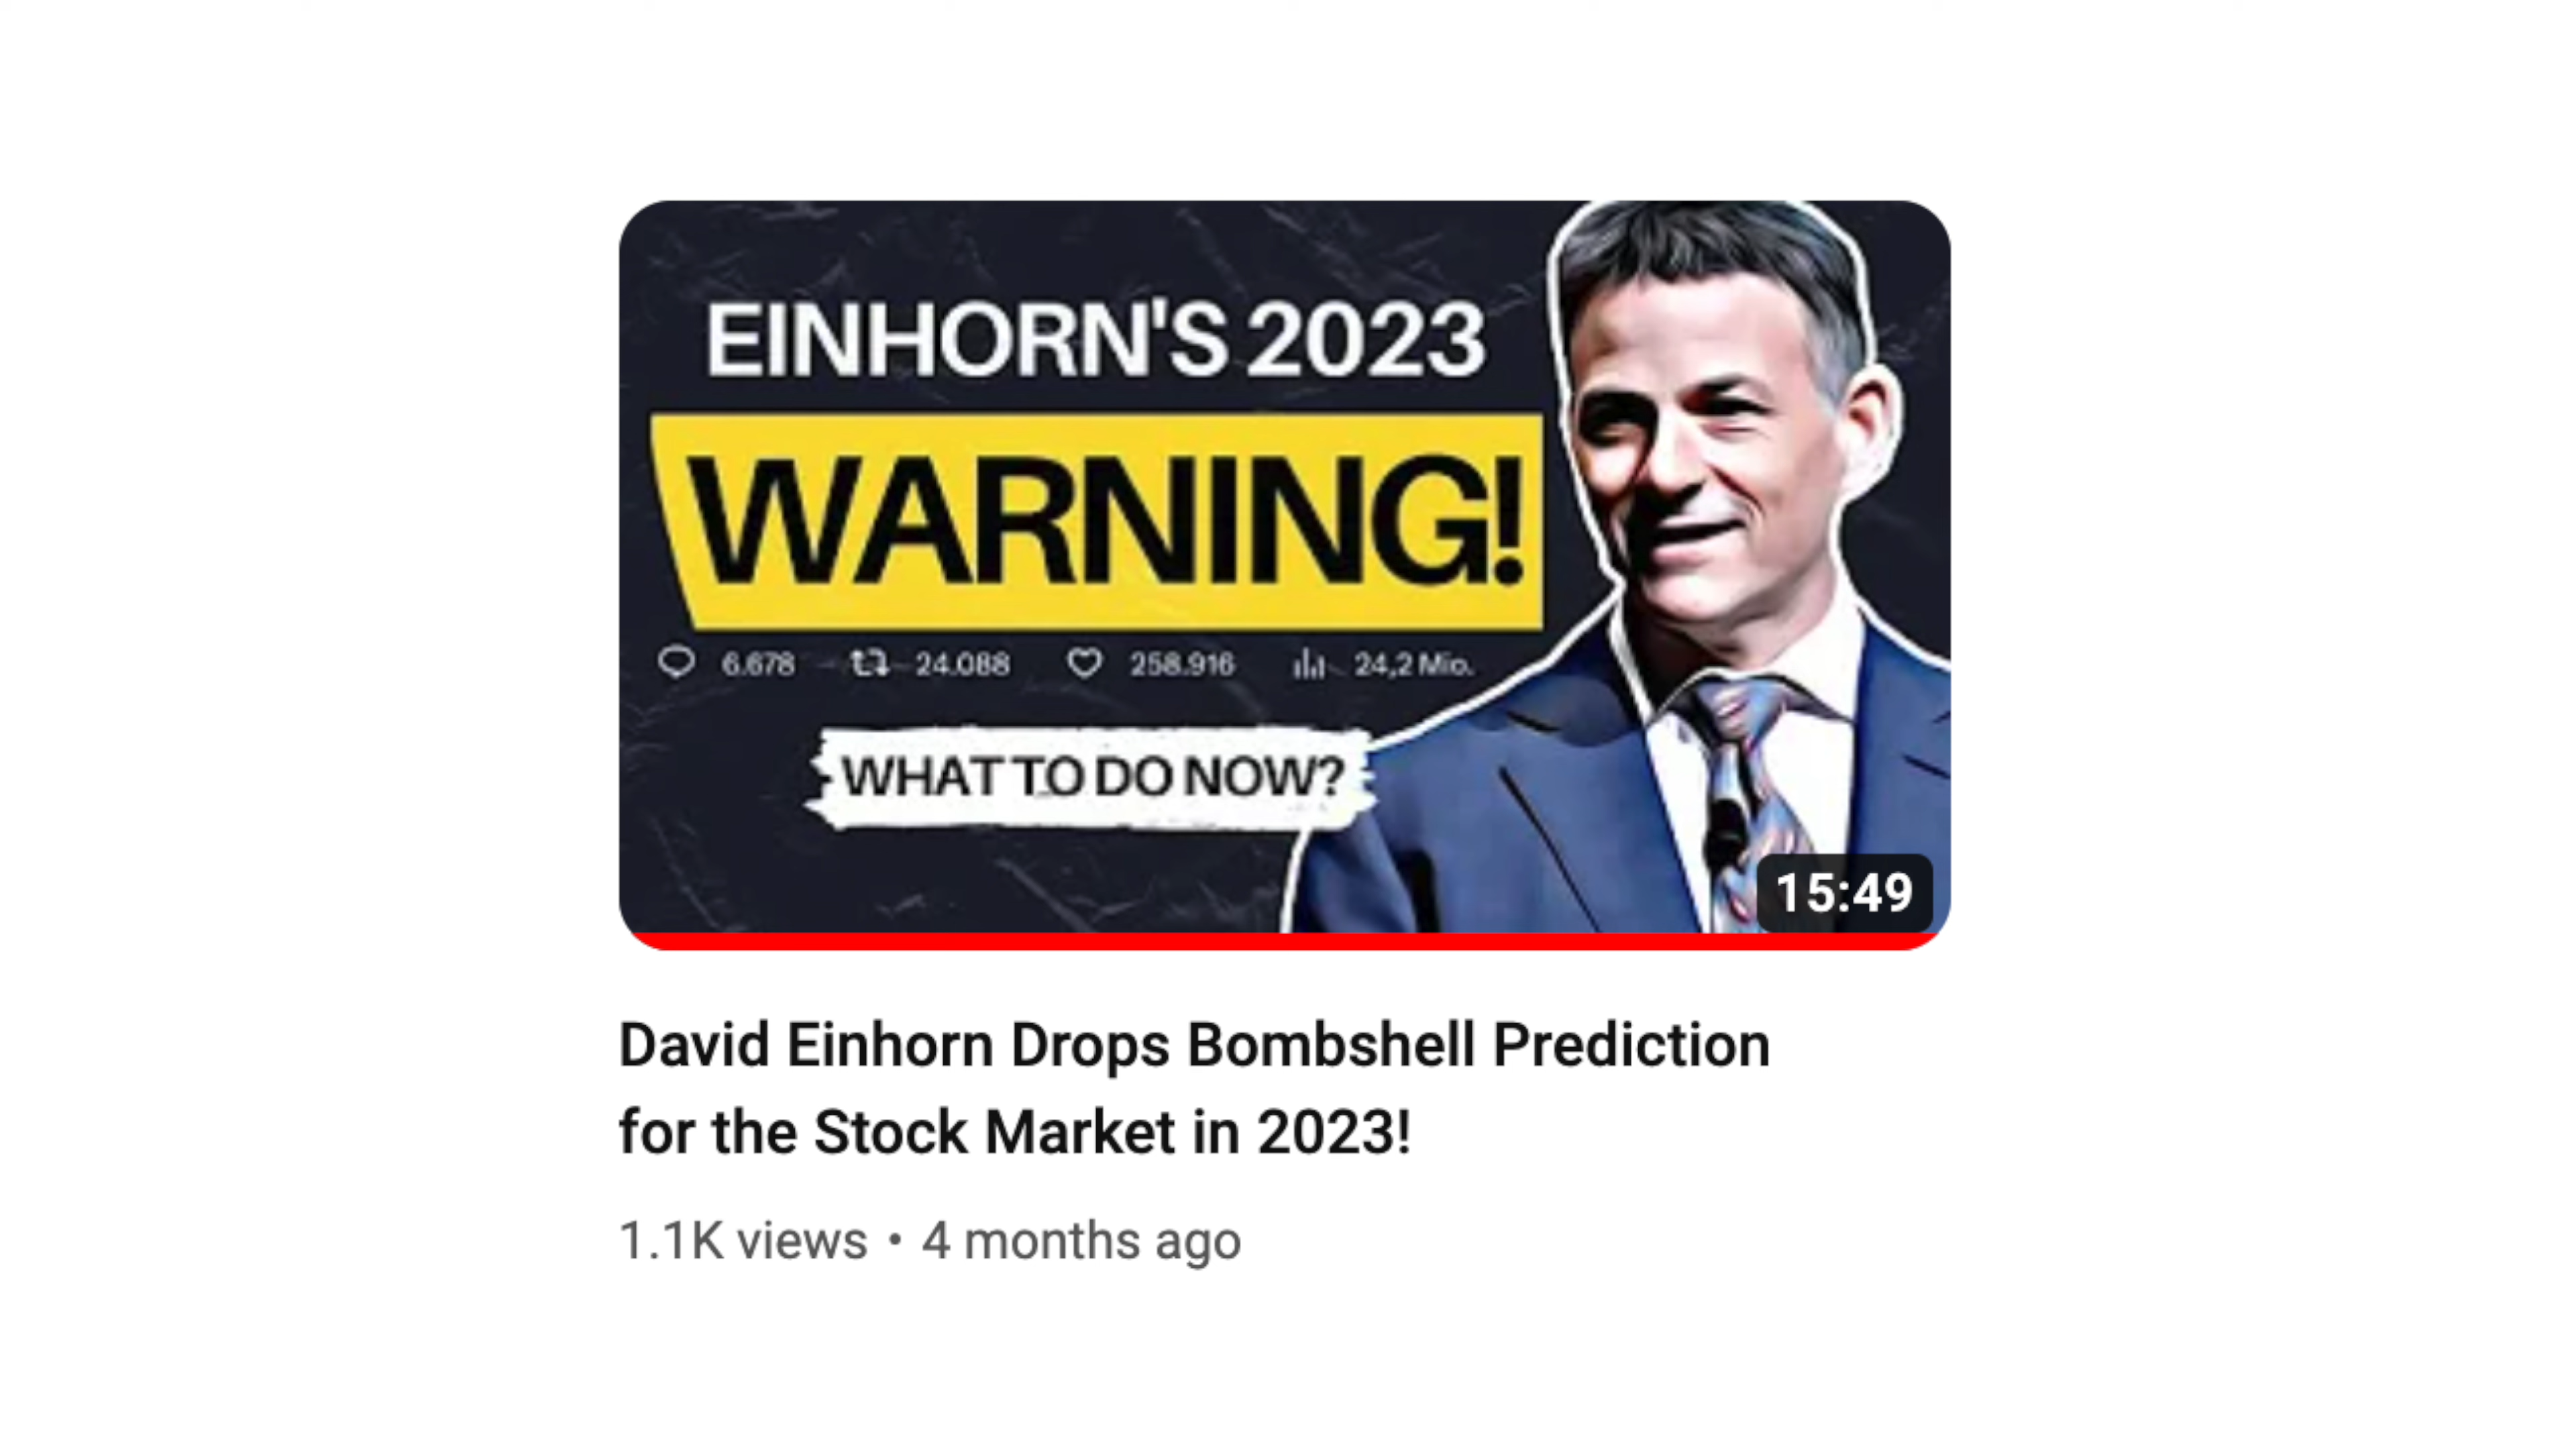 EINHORN'S 2023
WARNING!
6.678 24.088 258.916 24,2 Mio.
WHAT TO DO NOW?
15:49
David Einhorn Drops Bombshell Prediction
for the Stock Market in 2023!
1.1K views • 4 months ago